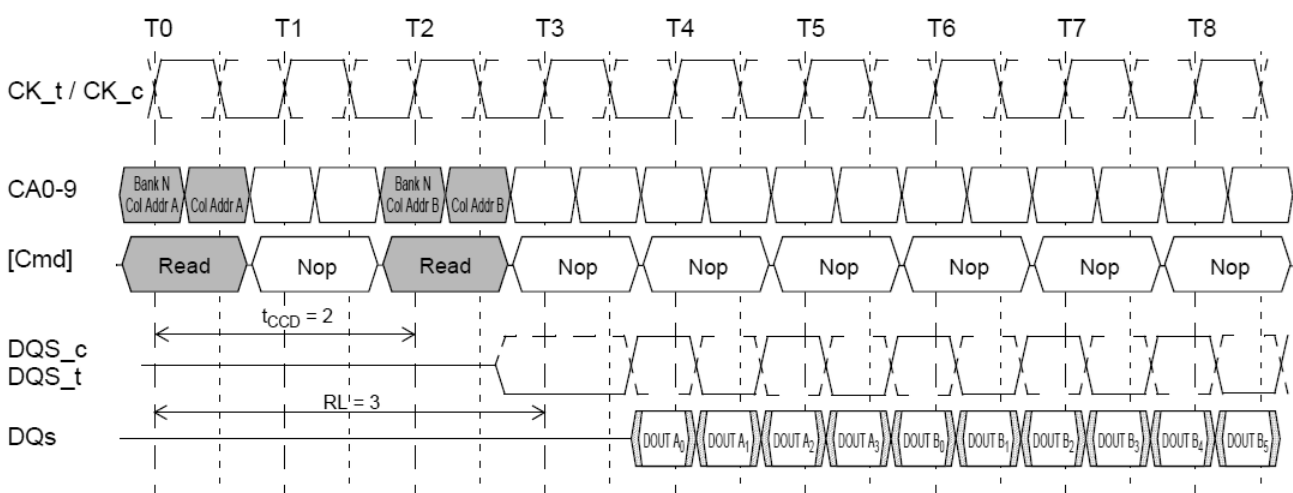 T0 T1 T2 T3 T4 T5 T6 T7 T8
CK_t / CK_c
CA0-9
Bank N
Col Addr A
Col Addr A
Bank N
Col Addr B
Col Addr B
[Cmd]
Read Nop Read Nop Nop Nop Nop Nop Nop
tCCD = 2
DQS_c
DQS_t
RL = 3
DQs
DOUT A0 DOUT A1 DOUT A2 DOUT A3 DOUT B0 DOUT B1 DOUT B2 DOUT B3 DOUT B4 DOUT B5